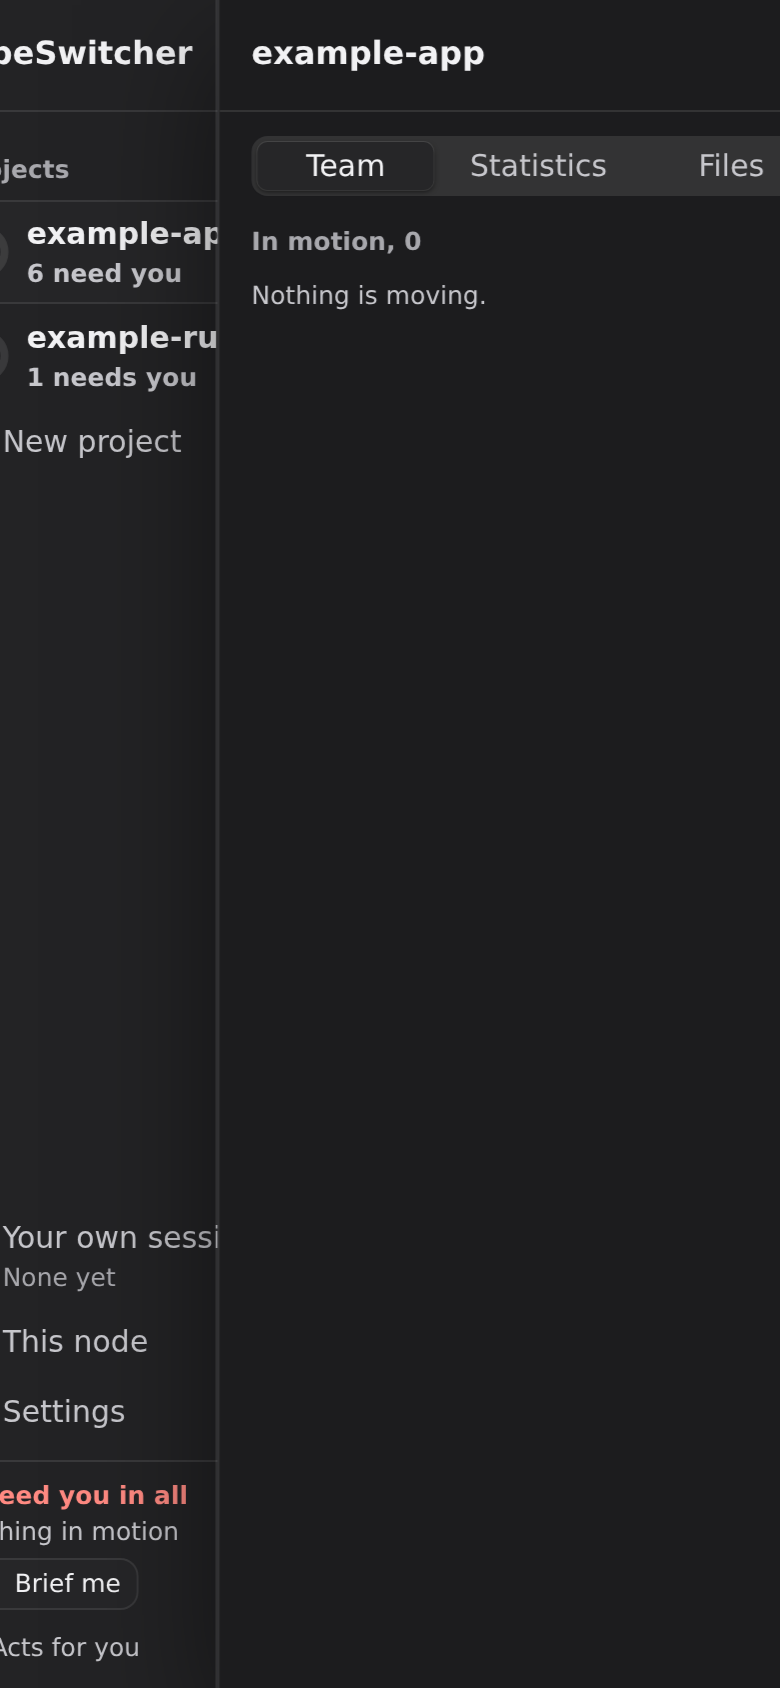 peSwitcher
example-app
jects
Team Statistics Files
example-ap
6 need you
In motion, 0
Nothing is moving.
example-ru
1 needs you
New project
Your own sessi
None yet
This node
Settings
eed you in all
hing in motion
Brief me
Acts for you